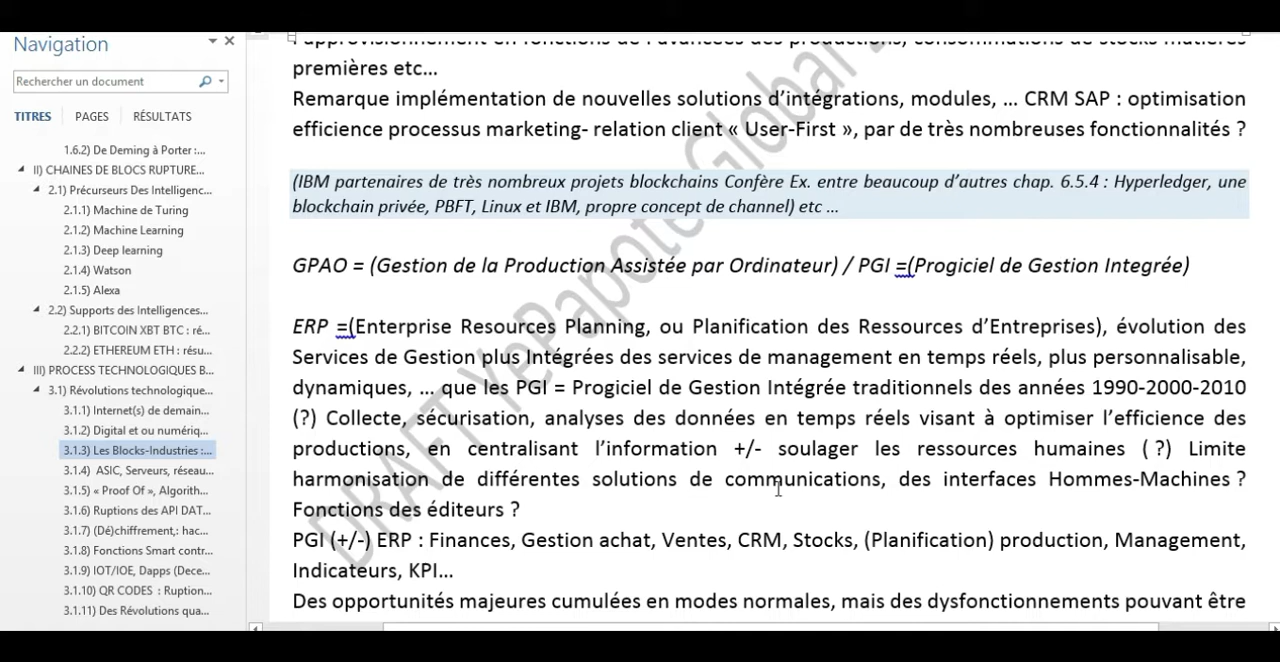 Navigation
Rechercher un document
TITRES PAGES RÉSULTATS
1.6.2) De Deming à Porter :...
II) CHAINES DE BLOCS RUPTURE...
2.1) Précurseurs Des Intelligenc...
2.1.1) Machine de Turing
2.1.2) Machine Learning
2.1.3) Deep learning
2.1.4) Watson
2.1.5) Alexa
2.2) Supports des Intelligences...
2.2.1) BITCOIN XBT BTC : ré...
2.2.2) ETHEREUM ETH : résu...
III) PROCESS TECHNOLOGIQUES B...
3.1) Révolutions technologique...
3.1.1) Internet(s) de demain...
3.1.2) Digital et ou numériq...
3.1.3) Les Blocks-Industries :...
3.1.4) ASIC, Serveurs, réseau...
3.1.5) « Proof Of », Algorith...
3.1.6) Ruptions des API DAT...
3.1.7) (Dé)chiffrement,: hac...
3.1.8) Fonctions Smart contr...
3.1.9) IOT/IOE, Dapps (Dece...
3.1.10) QR CODES : Ruption...
3.1.11) Des Révolutions qua...
l'approvisionnement en fonctions de l'avancées des productions, consommations de stocks matières
premières etc...
Remarque implémentation de nouvelles solutions d'intégrations, modules, ... CRM SAP : optimisation
efficience processus marketing- relation client « User-First », par de très nombreuses fonctionnalités ?
(IBM partenaires de très nombreux projets blockchains Confère Ex. entre beaucoup d'autres chap. 6.5.4 : Hyperledger, une
blockchain privée, PBFT, Linux et IBM, propre concept de channel) etc ...
GPAO = (Gestion de la Production Assistée par Ordinateur) / PGI =(Progiciel de Gestion Integrée)
ERP =(Enterprise Resources Planning, ou Planification des Ressources d'Entreprises), évolution des
Services de Gestion plus Intégrées des services de management en temps réels, plus personnalisable,
dynamiques, ... que les PGI = Progiciel de Gestion Intégrée traditionnels des années 1990-2000-2010
(?) Collecte, sécurisation, analyses des données en temps réels visant à optimiser l'efficience des
productions, en centralisant l'information +/- soulager les ressources humaines (?) Limite
harmonisation de différentes solutions de communications, des interfaces Hommes-Machines ?
Fonctions des éditeurs ?
PGI (+/-) ERP : Finances, Gestion achat, Ventes, CRM, Stocks, (Planification) production, Management,
Indicateurs, KPI...
Des opportunités majeures cumulées en modes normales, mais des dysfonctionnements pouvant être
DRAFT YePapote Global